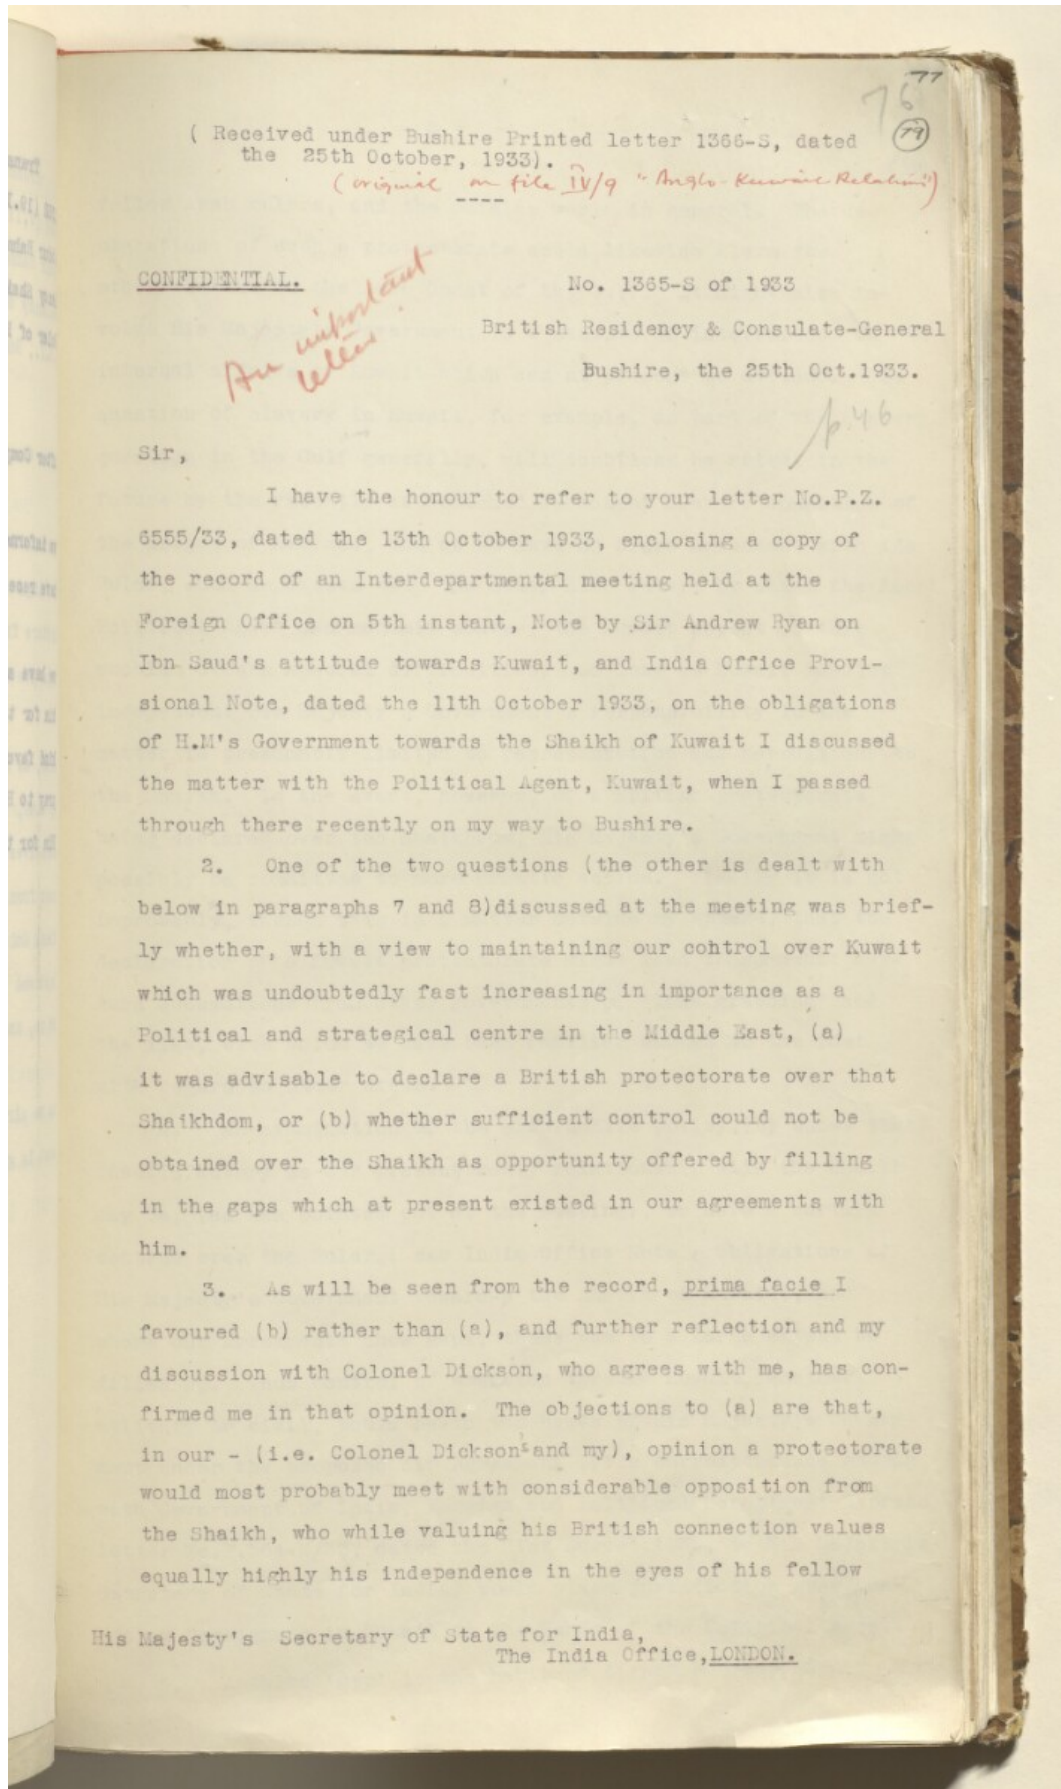 77
76
79
( Received under Bushire Printed letter 1366-S, dated
the 25th October, 1933).
(original on file IV/9 "Anglo-Kuwait Relations")
----
CONFIDENTIAL.
An important
letter
No. 1365-S of 1933
British Residency & Consulate-General
Bushire, the 25th Oct.1933.
p.46
Sir,
I have the honour to refer to your letter No.P.Z.
6555/33, dated the 13th October 1933, enclosing a copy of
the record of an Interdepartmental meeting held at the
Foreign Office on 5th instant, Note by Sir Andrew Ryan on
Ibn Saud's attitude towards Kuwait, and India Office Provi-
sional Note, dated the 11th October 1933, on the obligations
of H.M's Government towards the Shaikh of Kuwait I discussed
the matter with the Political Agent, Kuwait, when I passed
through there recently on my way to Bushire.
2. One of the two questions (the other is dealt with
below in paragraphs 7 and 8)discussed at the meeting was brief-
ly whether, with a view to maintaining our cohtrol over Kuwait
which was undoubtedly fast increasing in importance as a
Political and strategical centre in the Middle East, (a)
it was advisable to declare a British protectorate over that
Shaikhdom, or (b) whether sufficient control could not be
obtained over the Shaikh as opportunity offered by filling
in the gaps which at present existed in our agreements with
him.
3. As will be seen from the record, prima facie I
favoured (b) rather than (a), and further reflection and my
discussion with Colonel Dickson, who agrees with me, has con-
firmed me in that opinion. The objections to (a) are that,
in our - (i.e. Colonel Dickson's and my), opinion a protectorate
would most probably meet with considerable opposition from
the Shaikh, who while valuing his British connection values
equally highly his independence in the eyes of his fellow
His Majesty's Secretary of State for India,
The India Office,LONDON.